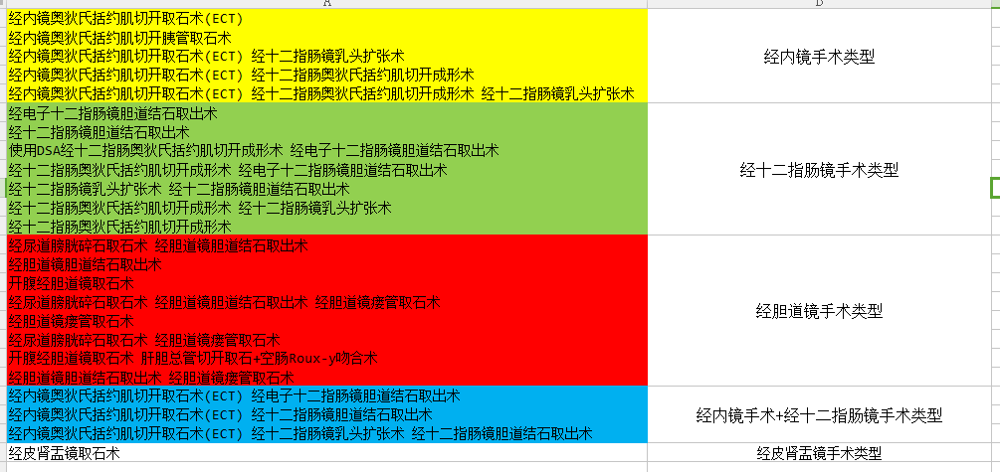 A D
经内镜奥狄氏括约肌切开取石术(ECT)
经内镜奥狄氏括约肌切开胰管取石术
经内镜奥狄氏括约肌切开取石术(ECT) 经十二指肠镜乳头扩张术
经内镜奥狄氏括约肌切开取石术(ECT) 经十二指肠奥狄氏括约肌切开成形术
经内镜奥狄氏括约肌切开取石术(ECT) 经十二指肠奥狄氏括约肌切开成形术 经十二指肠镜乳头扩张术
经内镜手术类型
经电子十二指肠镜胆道结石取出术
经十二指肠镜胆道结石取出术
使用DSA经十二指肠奥狄氏括约肌切开成形术 经电子十二指肠镜胆道结石取出术
经十二指肠奥狄氏括约肌切开成形术 经电子十二指肠镜胆道结石取出术
经十二指肠镜乳头扩张术 经十二指肠镜胆道结石取出术
经十二指肠奥狄氏括约肌切开成形术 经十二指肠镜乳头扩张术
经十二指肠奥狄氏括约肌切开成形术
经十二指肠镜手术类型
经尿道膀胱碎石取石术 经胆道镜胆道结石取出术
经胆道镜胆道结石取出术
开腹经胆道镜取石术
经尿道膀胱碎石取石术 经胆道镜胆道结石取出术 经胆道镜瘘管取石术
经胆道镜瘘管取石术
经尿道膀胱碎石取石术 经胆道镜瘘管取石术
开腹经胆道镜取石术 肝胆总管切开取石+空肠Roux-y吻合术
经胆道镜胆道结石取出术 经胆道镜瘘管取石术
经胆道镜手术类型
经内镜奥狄氏括约肌切开取石术(ECT) 经电子十二指肠镜胆道结石取出术
经内镜奥狄氏括约肌切开取石术(ECT) 经十二指肠镜胆道结石取出术
经内镜奥狄氏括约肌切开取石术(ECT) 经十二指肠镜乳头扩张术 经十二指肠镜胆道结石取出术
经内镜手术+经十二指肠镜手术类型
经皮肾盂镜取石术
经皮肾盂镜手术类型